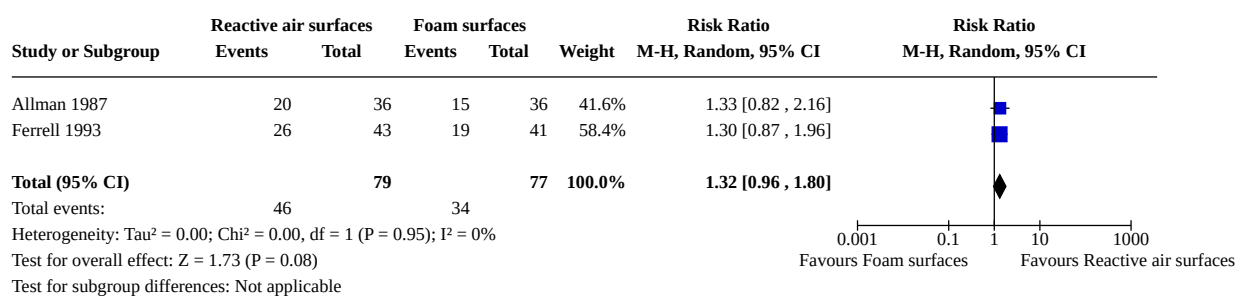 Reactive air surfaces Foam surfaces Risk Ratio Risk Ratio
Study or Subgroup Events Total Events Total Weight M-H, Random, 95% CI M-H, Random, 95% CI
Allman 1987 20 36 15 36 41.6% 1.33 [0.82 , 2.16]
Ferrell 1993 26 43 19 41 58.4% 1.30 [0.87 , 1.96]
Total (95% CI) 79 77 100.0% 1.32 [0.96 , 1.80]
Total events: 46 34
Heterogeneity: Tau² = 0.00; Chi² = 0.00, df = 1 (P = 0.95); I² = 0% 0.001 0.1 1 10 1000
Test for overall effect: Z = 1.73 (P = 0.08) Favours Foam surfaces Favours Reactive air surfaces
Test for subgroup differences: Not applicable